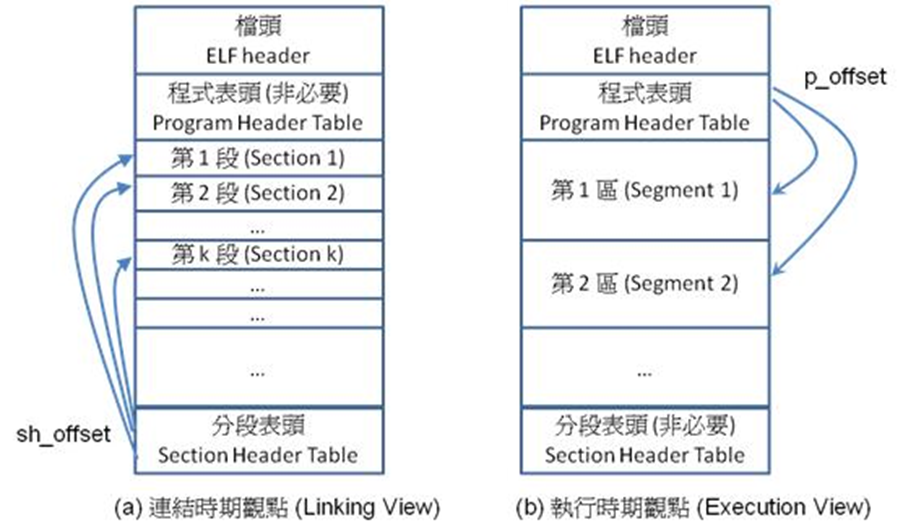 檔頭
ELF header
程式表頭 (非必要)
Program Header Table
第 1 段 (Section 1)
第 2 段 (Section 2)
...
第 k 段 (Section k)
...
...
...
分段表頭
Section Header Table
sh_offset
(a) 連結時期觀點 (Linking View)
檔頭
ELF header
程式表頭
Program Header Table
p_offset
第 1 區 (Segment 1)
第 2 區 (Segment 2)
...
分段表頭 (非必要)
Section Header Table
(b) 執行時期觀點 (Execution View)